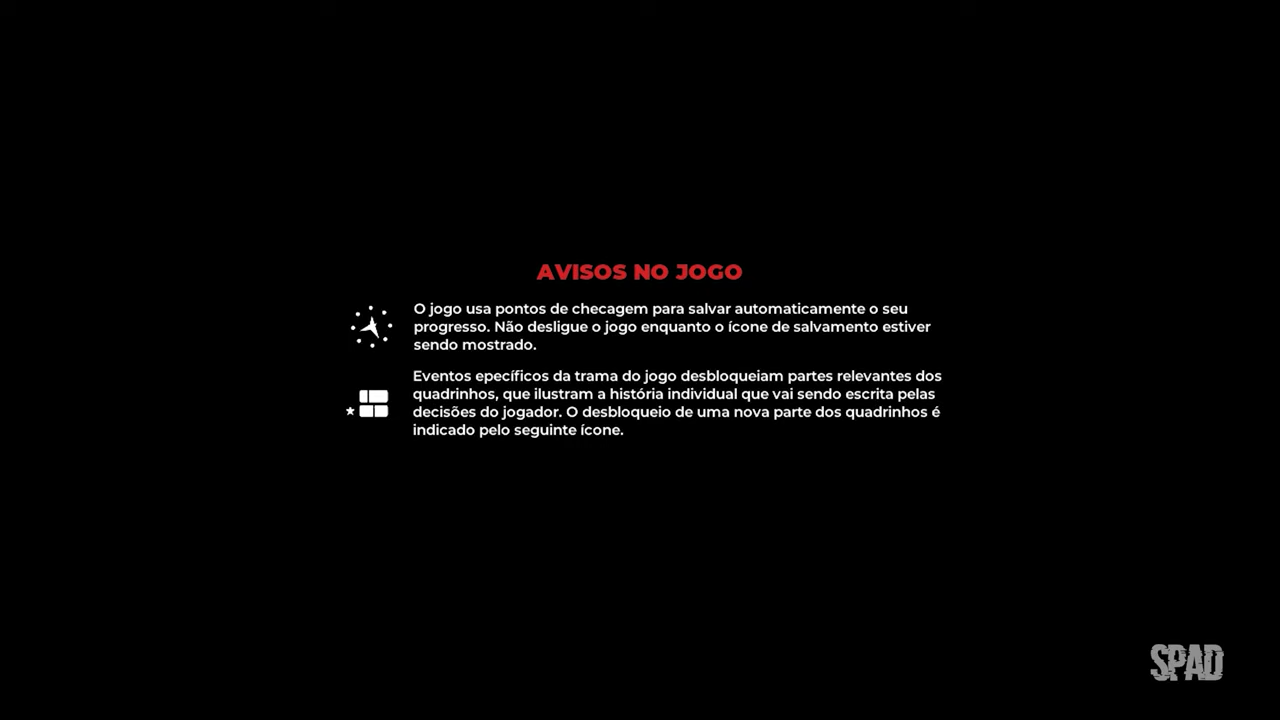 AVISOS NO JOGO
O jogo usa pontos de checagem para salvar automaticamente o seu
progresso. Não desligue o jogo enquanto o ícone de salvamento estiver
sendo mostrado.
Eventos epecíficos da trama do jogo desbloqueiam partes relevantes dos
quadrinhos, que ilustram a história individual que vai sendo escrita pelas
decisões do jogador. O desbloqueio de uma nova parte dos quadrinhos é
indicado pelo seguinte ícone.
SPAD